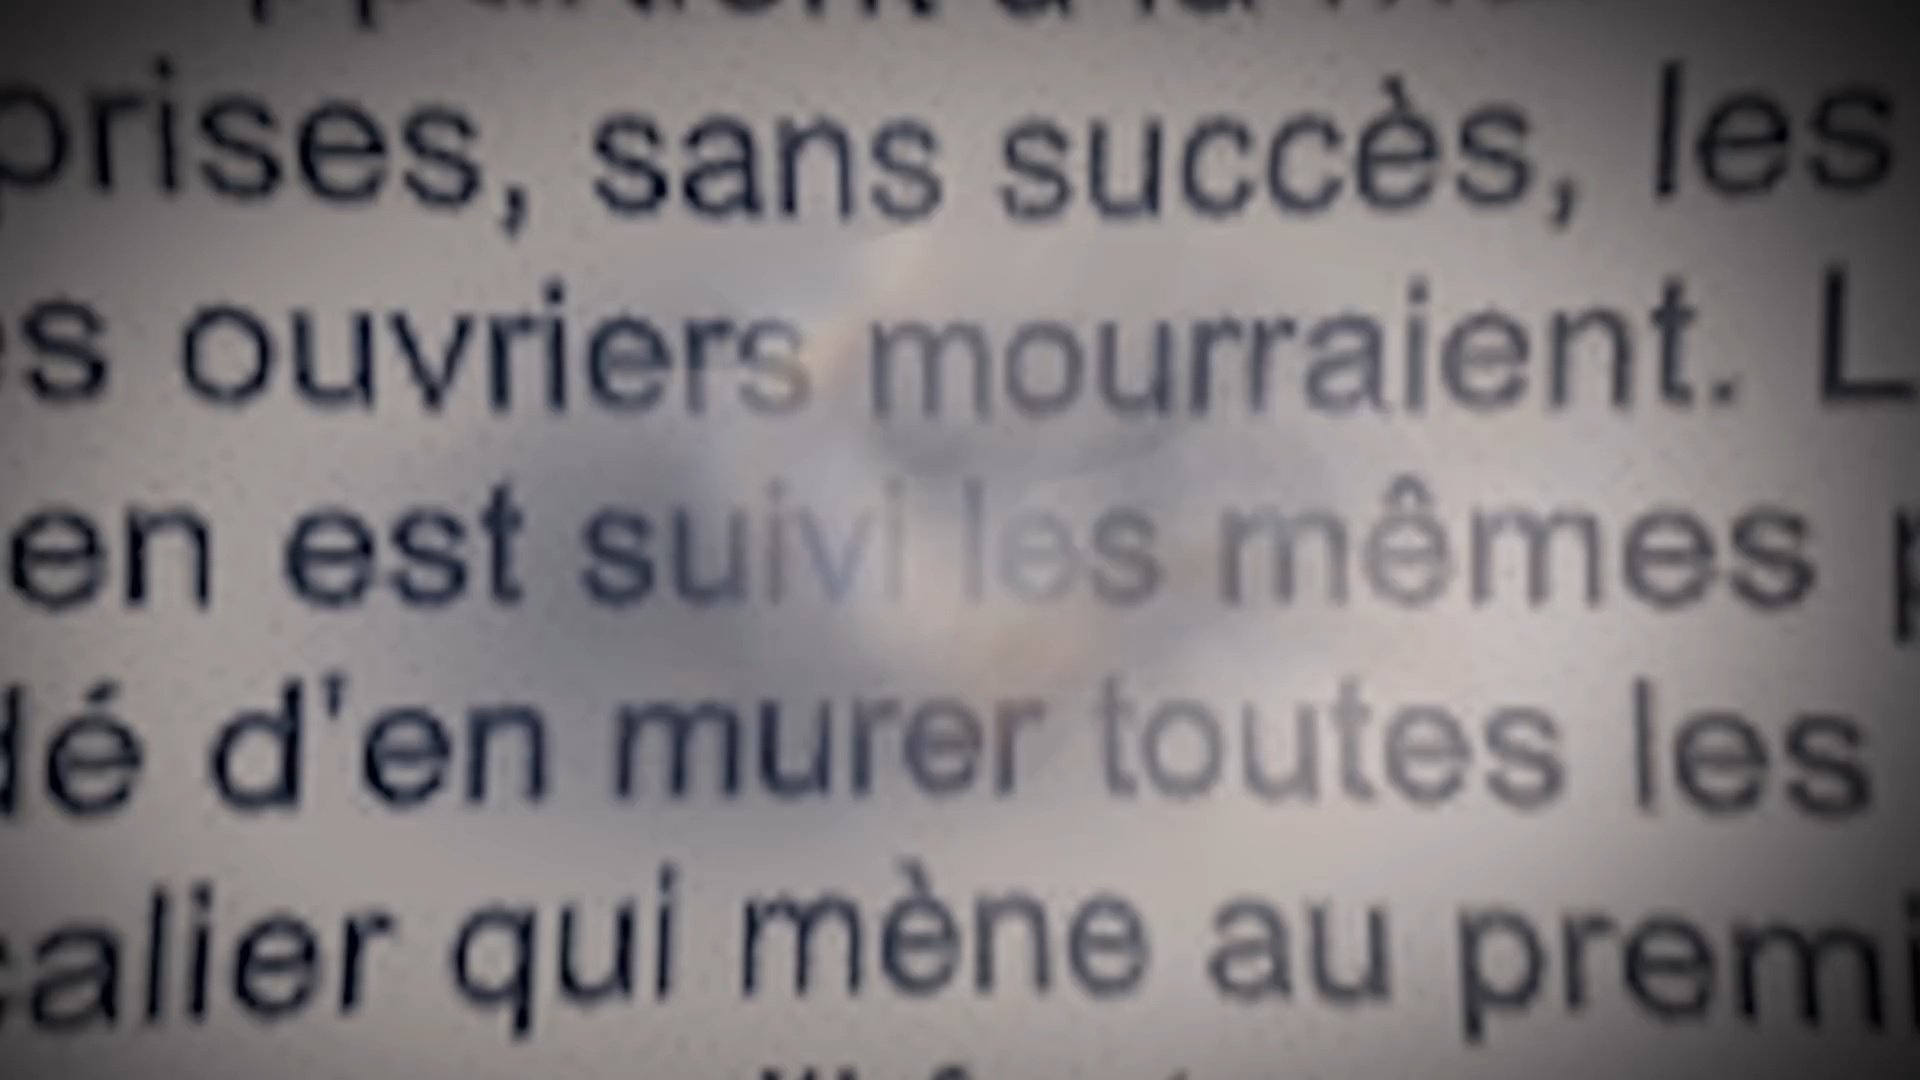 prises, sans succès, les
s ouvriers mourraient. L
en est suivi les mêmes p
dé d'en murer toutes les
calier qui mène au premi